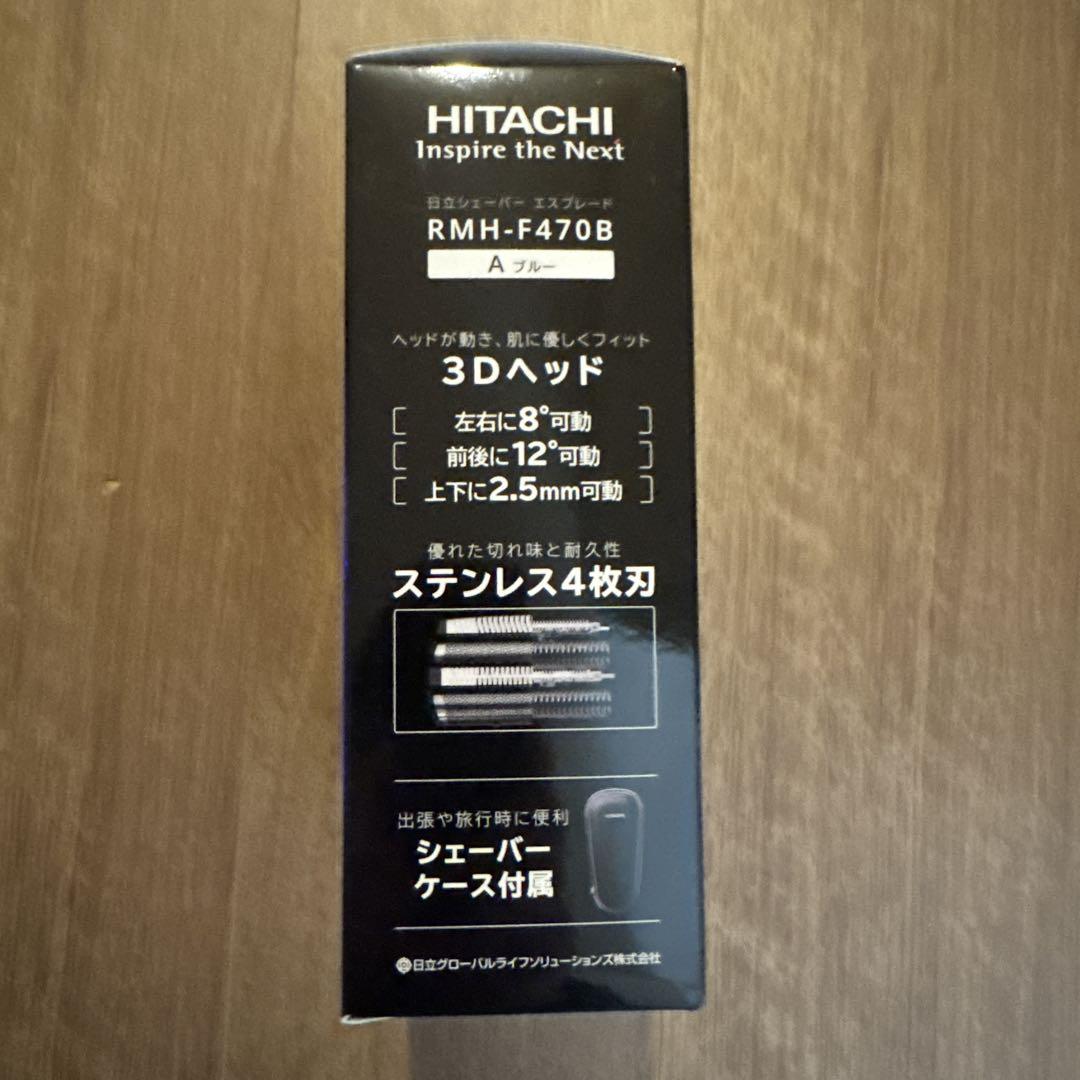 HITACHI
Inspire the Next
日立シェーバー エスブレード
RMH-F470B
A ブルー
ヘッドが動き、肌に優しくフィット
3Dヘッド
左右に8°可動
前後に12°可動
上下に2.5mm可動
優れた切れ味と耐久性
ステンレス4枚刃
出張や旅行時に便利
シェーバー
ケース付属
日立グローバルライフソリューションズ株式会社